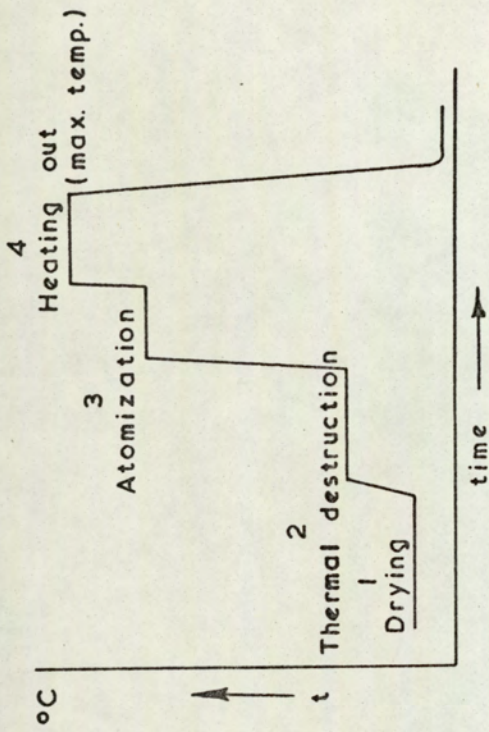 °C
t
4
Heating out
(max. temp.)
3
Atomization
2
Thermal destruction
1
Drying
time